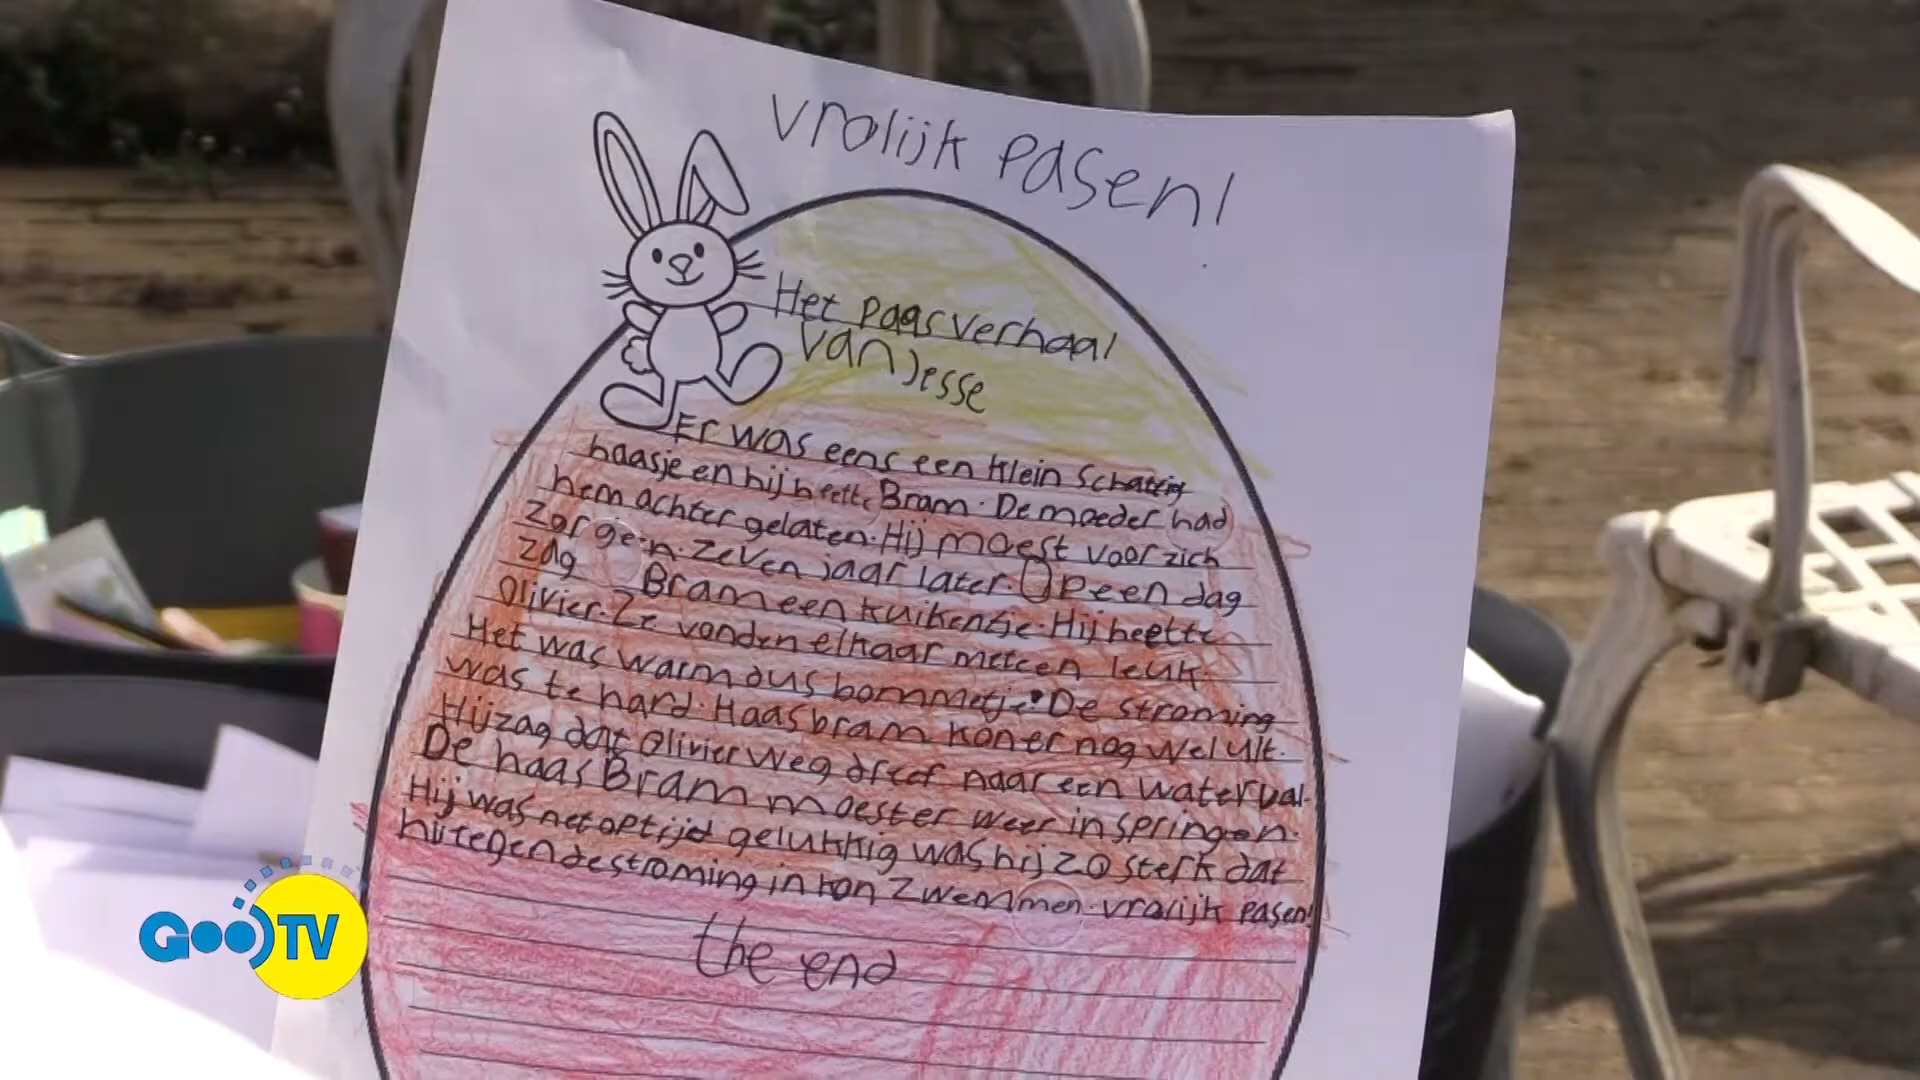 vrolijk pasen!
Het paasverhaal
van Jesse
Er was eens een klein schattig
haasje en hij heette Bram. De moeder had
hem achter gelaten. Hij moest voor zich
zorgen. Zeven jaar later. Op een dag
zag Bram een kuikentje. Hij heette
Olivier. Ze vonden elkaar meteen leuk.
Het was warm dus bommetje. De stroming
was te hard. Haas bram kon er nog wel uit.
Hij zag dat Olivier weg dreef naar een waterval.
De haas Bram moest er weer in springen.
Hij was net op tijd gelukkig was hij zo sterk dat
hij tegen de stroming in kon zwemmen. vrolijk pasen!
the end
GooiTV